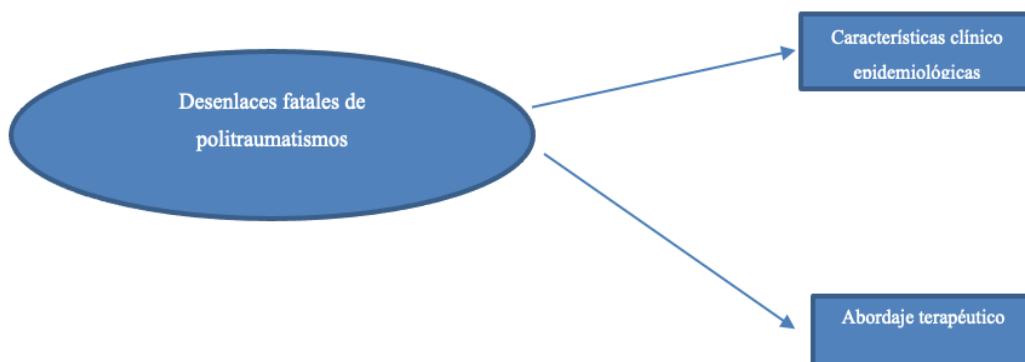 Características clínico
epidemiológicas
Desenlaces fatales de
politraumatismos
Abordaje terapéutico